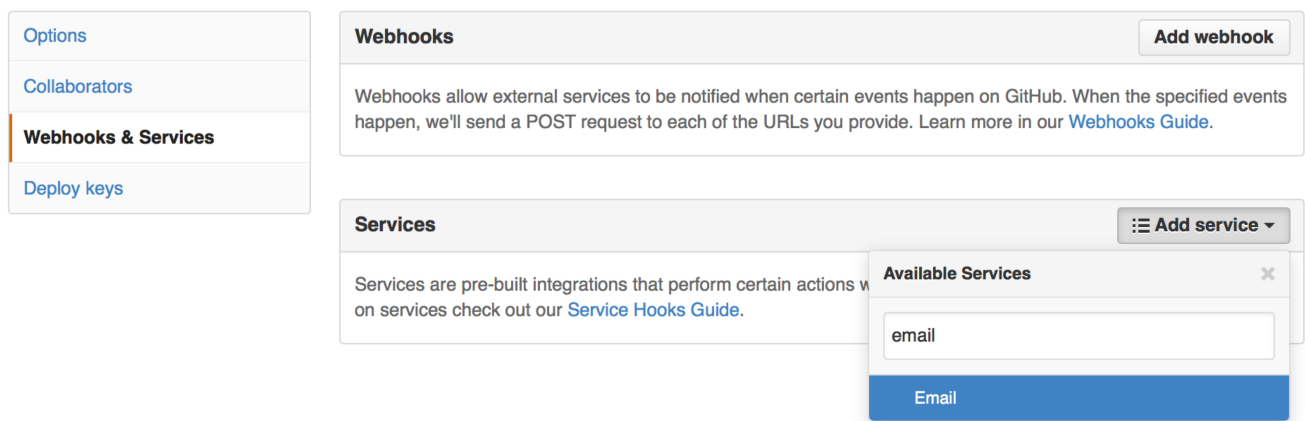 Options
Collaborators
Webhooks & Services
Deploy keys
Webhooks
Add webhook
Webhooks allow external services to be notified when certain events happen on GitHub. When the specified events
happen, we'll send a POST request to each of the URLs you provide. Learn more in our Webhooks Guide.
Services
Add service
Services are pre-built integrations that perform certain actions
on services check out our Service Hooks Guide.
Available Services
email
Email